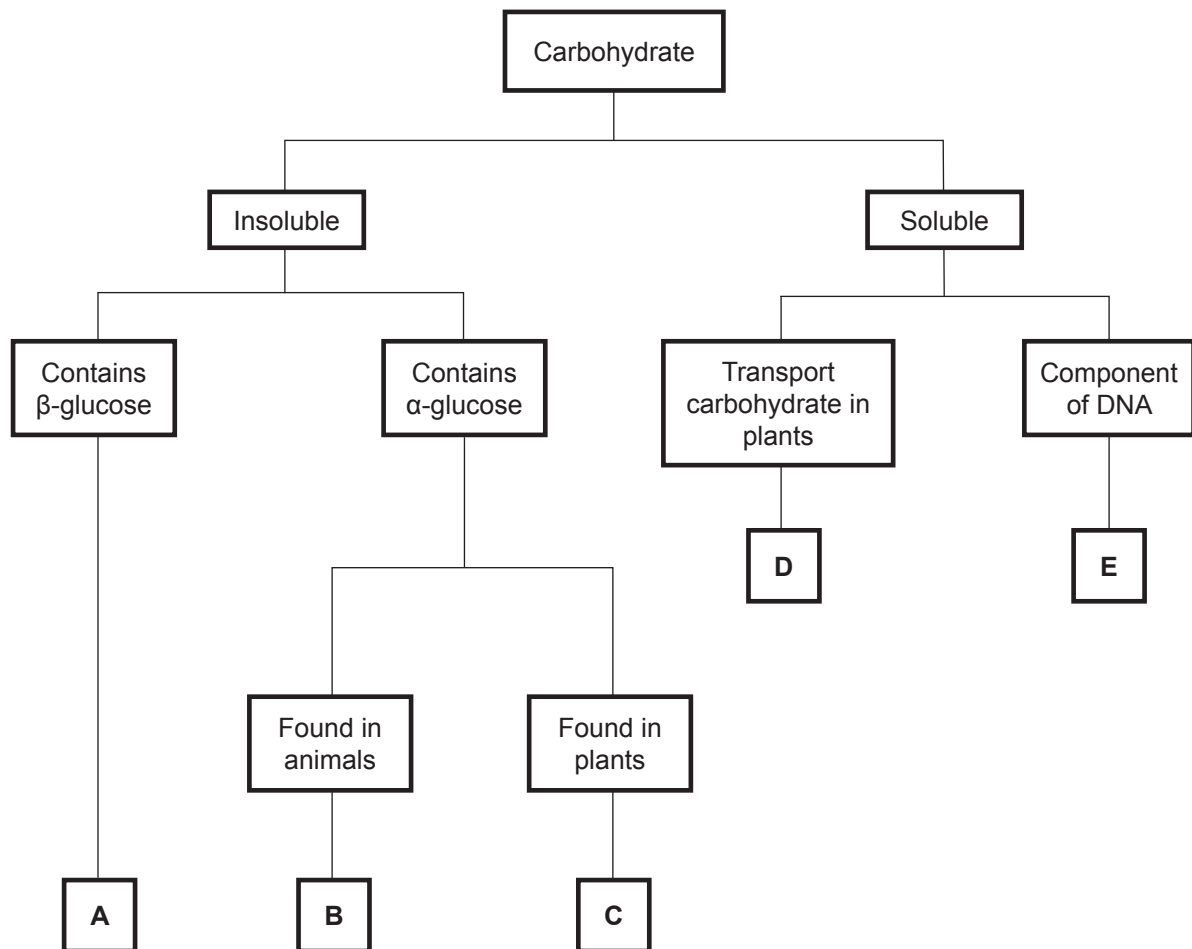 Carbohydrate
Insoluble
Soluble
Contains
β-glucose
Contains
α-glucose
Transport
carbohydrate in
plants
Component
of DNA
D
E
Found in
animals
Found in
plants
A
B
C